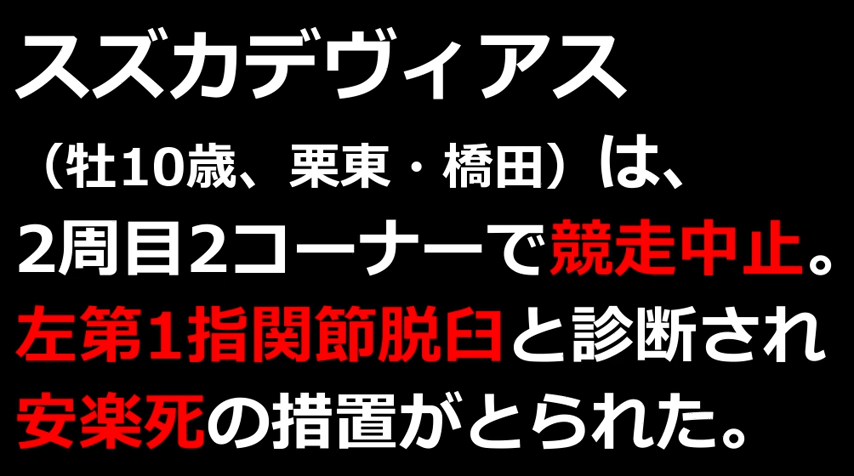 スズカデヴィアス
（牡10歳、栗東・橋田）は、
2周目2コーナーで競走中止。
左第1指関節脱臼と診断され
安楽死の措置がとられた。